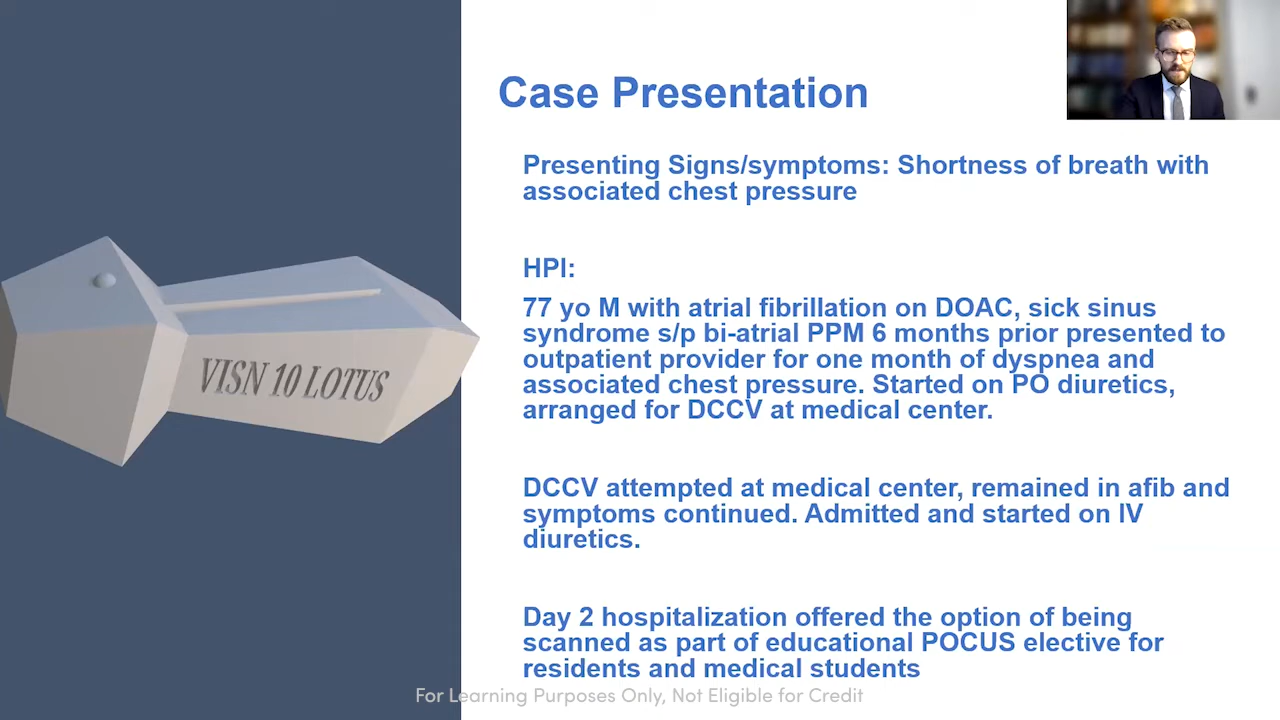 Case Presentation
Presenting Signs/symptoms: Shortness of breath with
associated chest pressure
HPI:
77 yo M with atrial fibrillation on DOAC, sick sinus
syndrome s/p bi-atrial PPM 6 months prior presented to
outpatient provider for one month of dyspnea and
associated chest pressure. Started on PO diuretics,
arranged for DCCV at medical center.
VISN 10 LOTUS
DCCV attempted at medical center, remained in afib and
symptoms continued. Admitted and started on IV
diuretics.
Day 2 hospitalization offered the option of being
scanned as part of educational POCUS elective for
residents and medical students
For Learning Purposes Only, Not Eligible for Credit